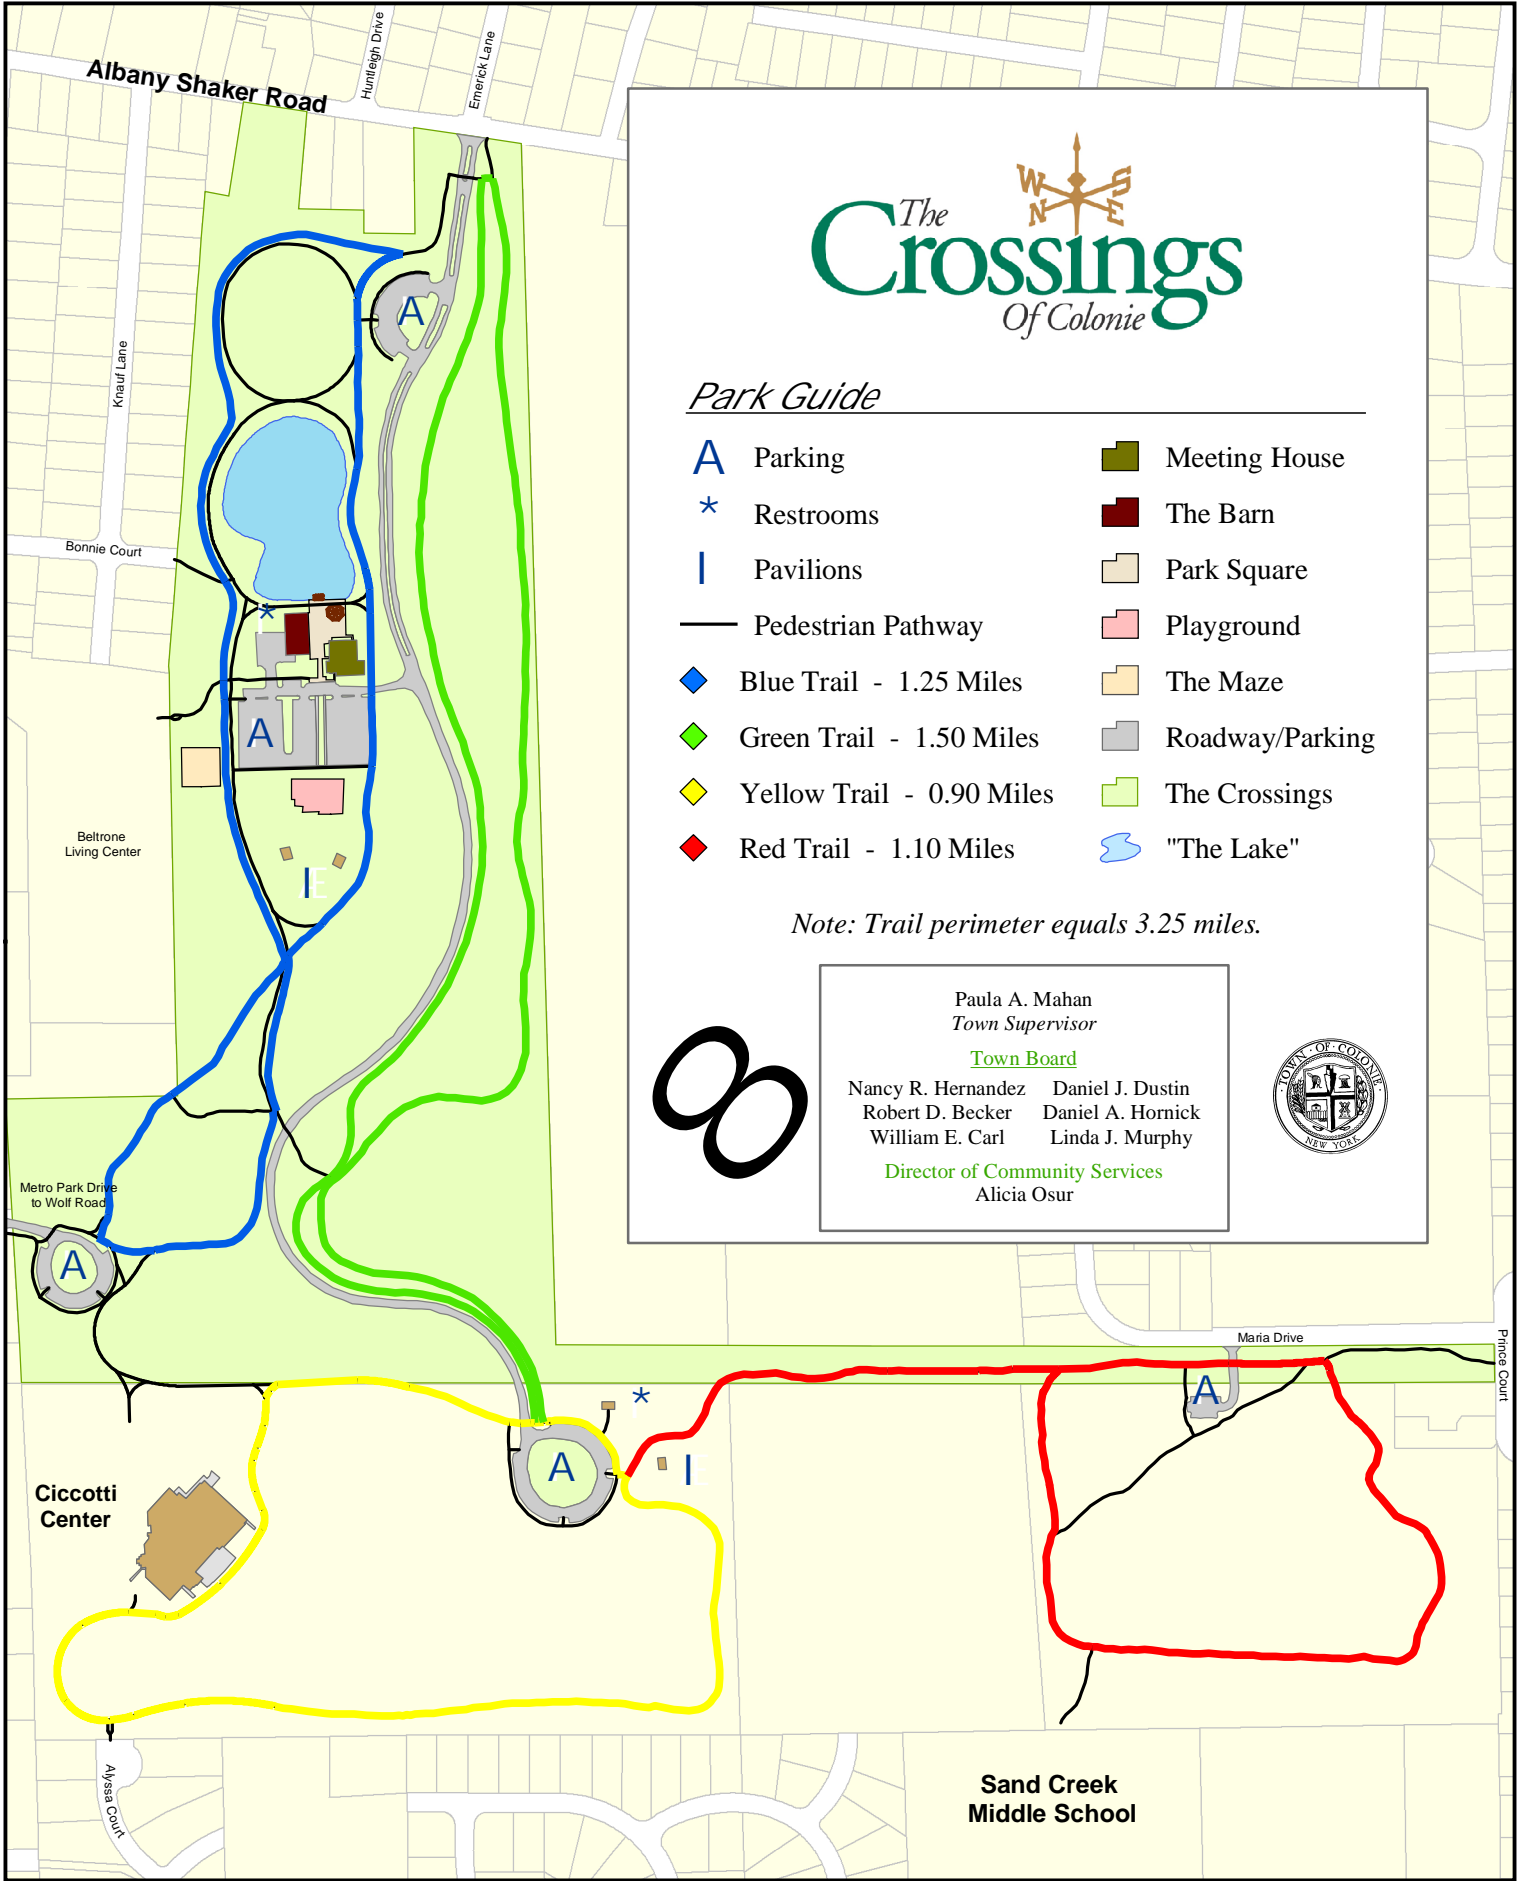 Albany Shaker Road
Huntleigh Drive
Emerick Lane
Knauf Lane
Bonnie Court
Beltrone
Living Center
Metro Park Drive
to Wolf Road
Ciccotti
Center
Alyssa Court
Maria Drive
Prince Court
Sand Creek
Middle School
A
A
A
A
A
*
*
I
I
W S
N E
The
Crossings
Of Colonie
Park Guide
A Parking
* Restrooms
I Pavilions
Pedestrian Pathway
Blue Trail - 1.25 Miles
Green Trail - 1.50 Miles
Yellow Trail - 0.90 Miles
Red Trail - 1.10 Miles
Meeting House
The Barn
Park Square
Playground
The Maze
Roadway/Parking
The Crossings
"The Lake"
Note: Trail perimeter equals 3.25 miles.
8
Paula A. Mahan
Town Supervisor
Town Board
Nancy R. Hernandez Daniel J. Dustin
Robert D. Becker Daniel A. Hornick
William E. Carl Linda J. Murphy
Director of Community Services
Alicia Osur
· TOWN · OF · COLONIE ·
NEW YORK